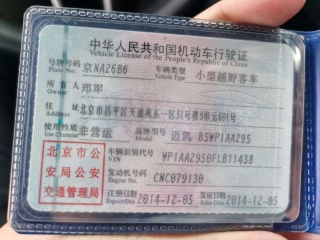 中华人民共和国机动车行驶证
Vehicle License of the People's Republic of China
号牌号码 京NA26B6 车辆类型 小型越野客车
Plate No. Vehicle Type
所有人 郑军
Owner
住址 北京市昌平区天通苑东一区31号楼9单元601号
Address
使用性质 非营运 品牌型号 迈凯 BSWP1AA295
Use Character Model
北京市公安局公安交通管理局
车辆识别代号 WP1AA2950FLB11438
VIN
发动机号码 CNC079130
Engine No.
注册日期 2014-12-05 发证日期 2014-12-05
Register Date Issue Date